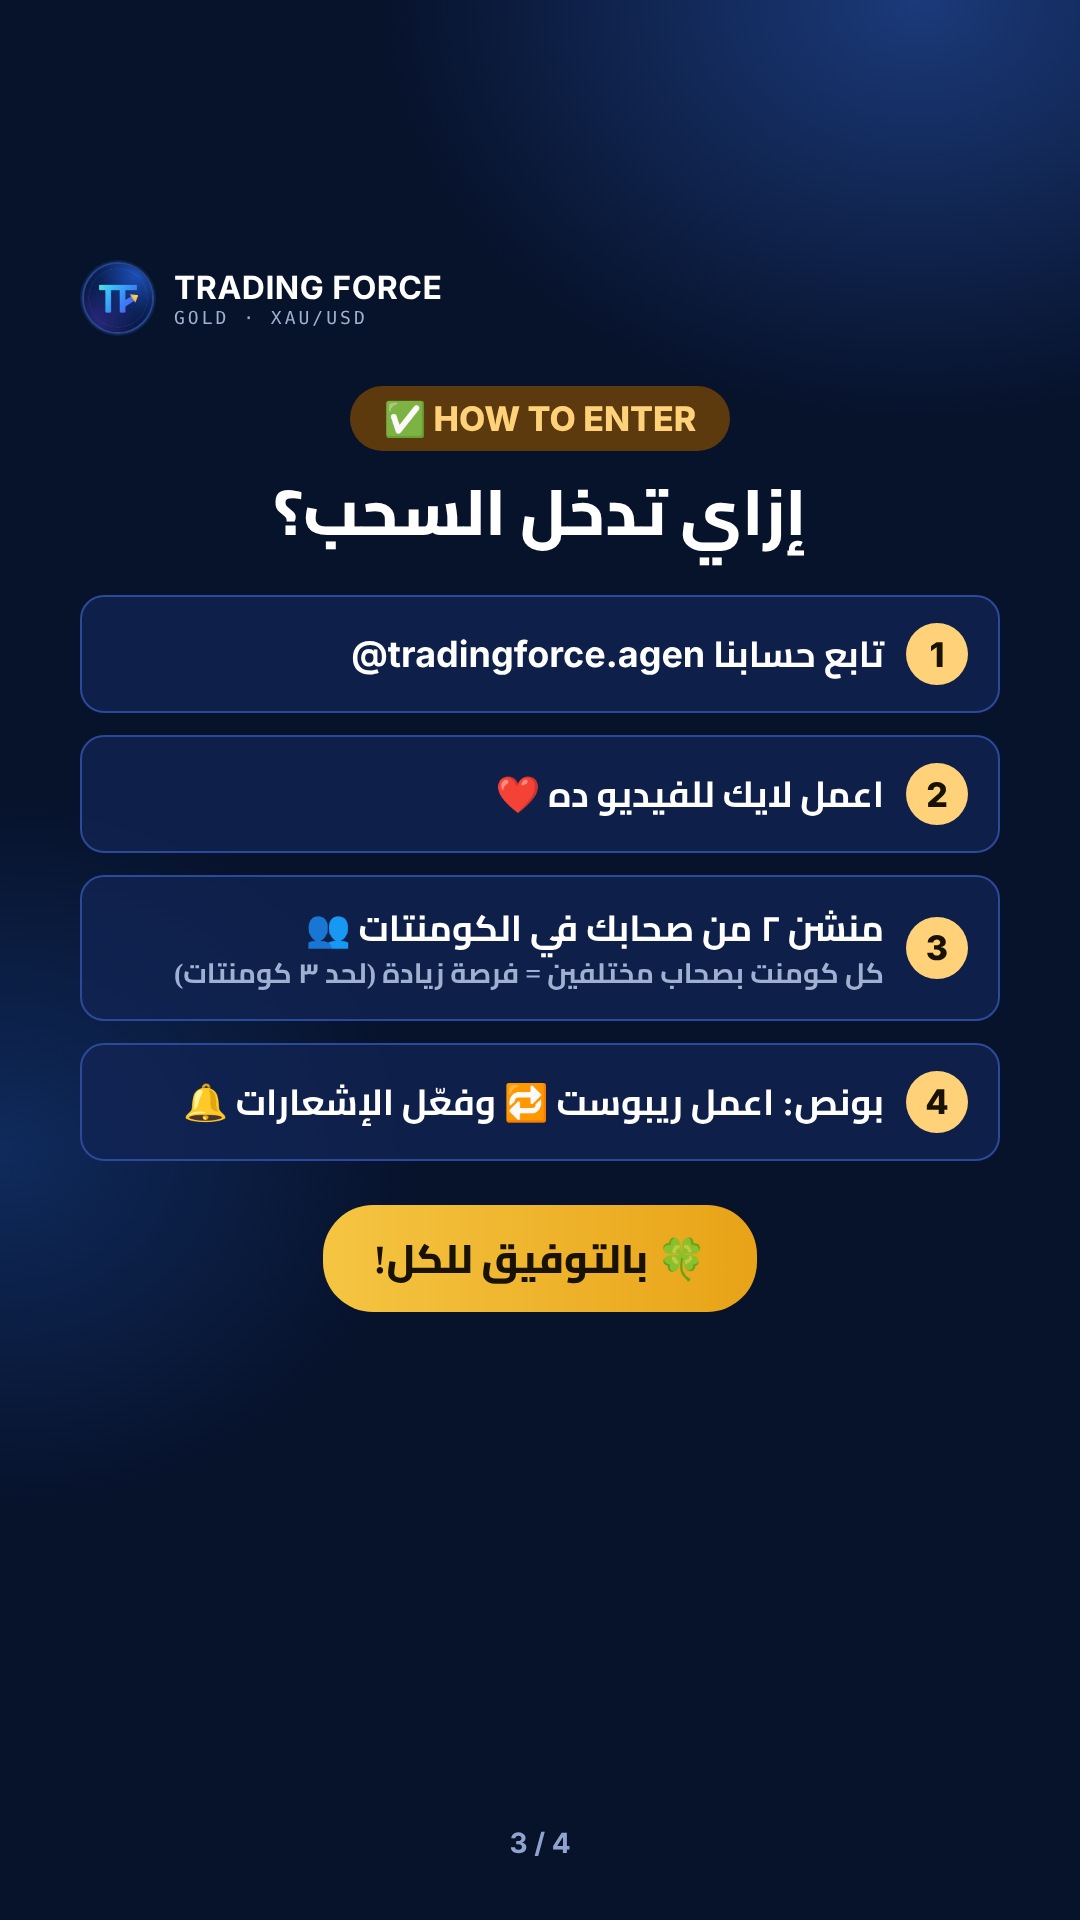 TRADING FORCE
GOLD · XAU/USD
✅ HOW TO ENTER
إزاي تدخل السحب؟
1 تابع حسابنا @tradingforce.agen
2 اعمل لايك للفيديو ده ❤️
3 منشن ٢ من صحابك في الكومنتات 👥
كل كومنت بصحاب مختلفين = فرصة زيادة (لحد ٣ كومنتات)
4 بونص: اعمل ريبوست 🔁 وفعّل الإشعارات 🔔
🍀 بالتوفيق للكل!
3 / 4